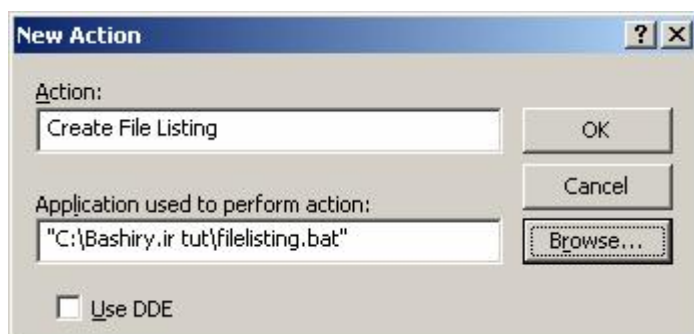 New Action
Action:
Create File Listing
OK
Cancel
Application used to perform action:
"C:\Bashiry.ir tut\filelisting.bat"
Browse...
Use DDE